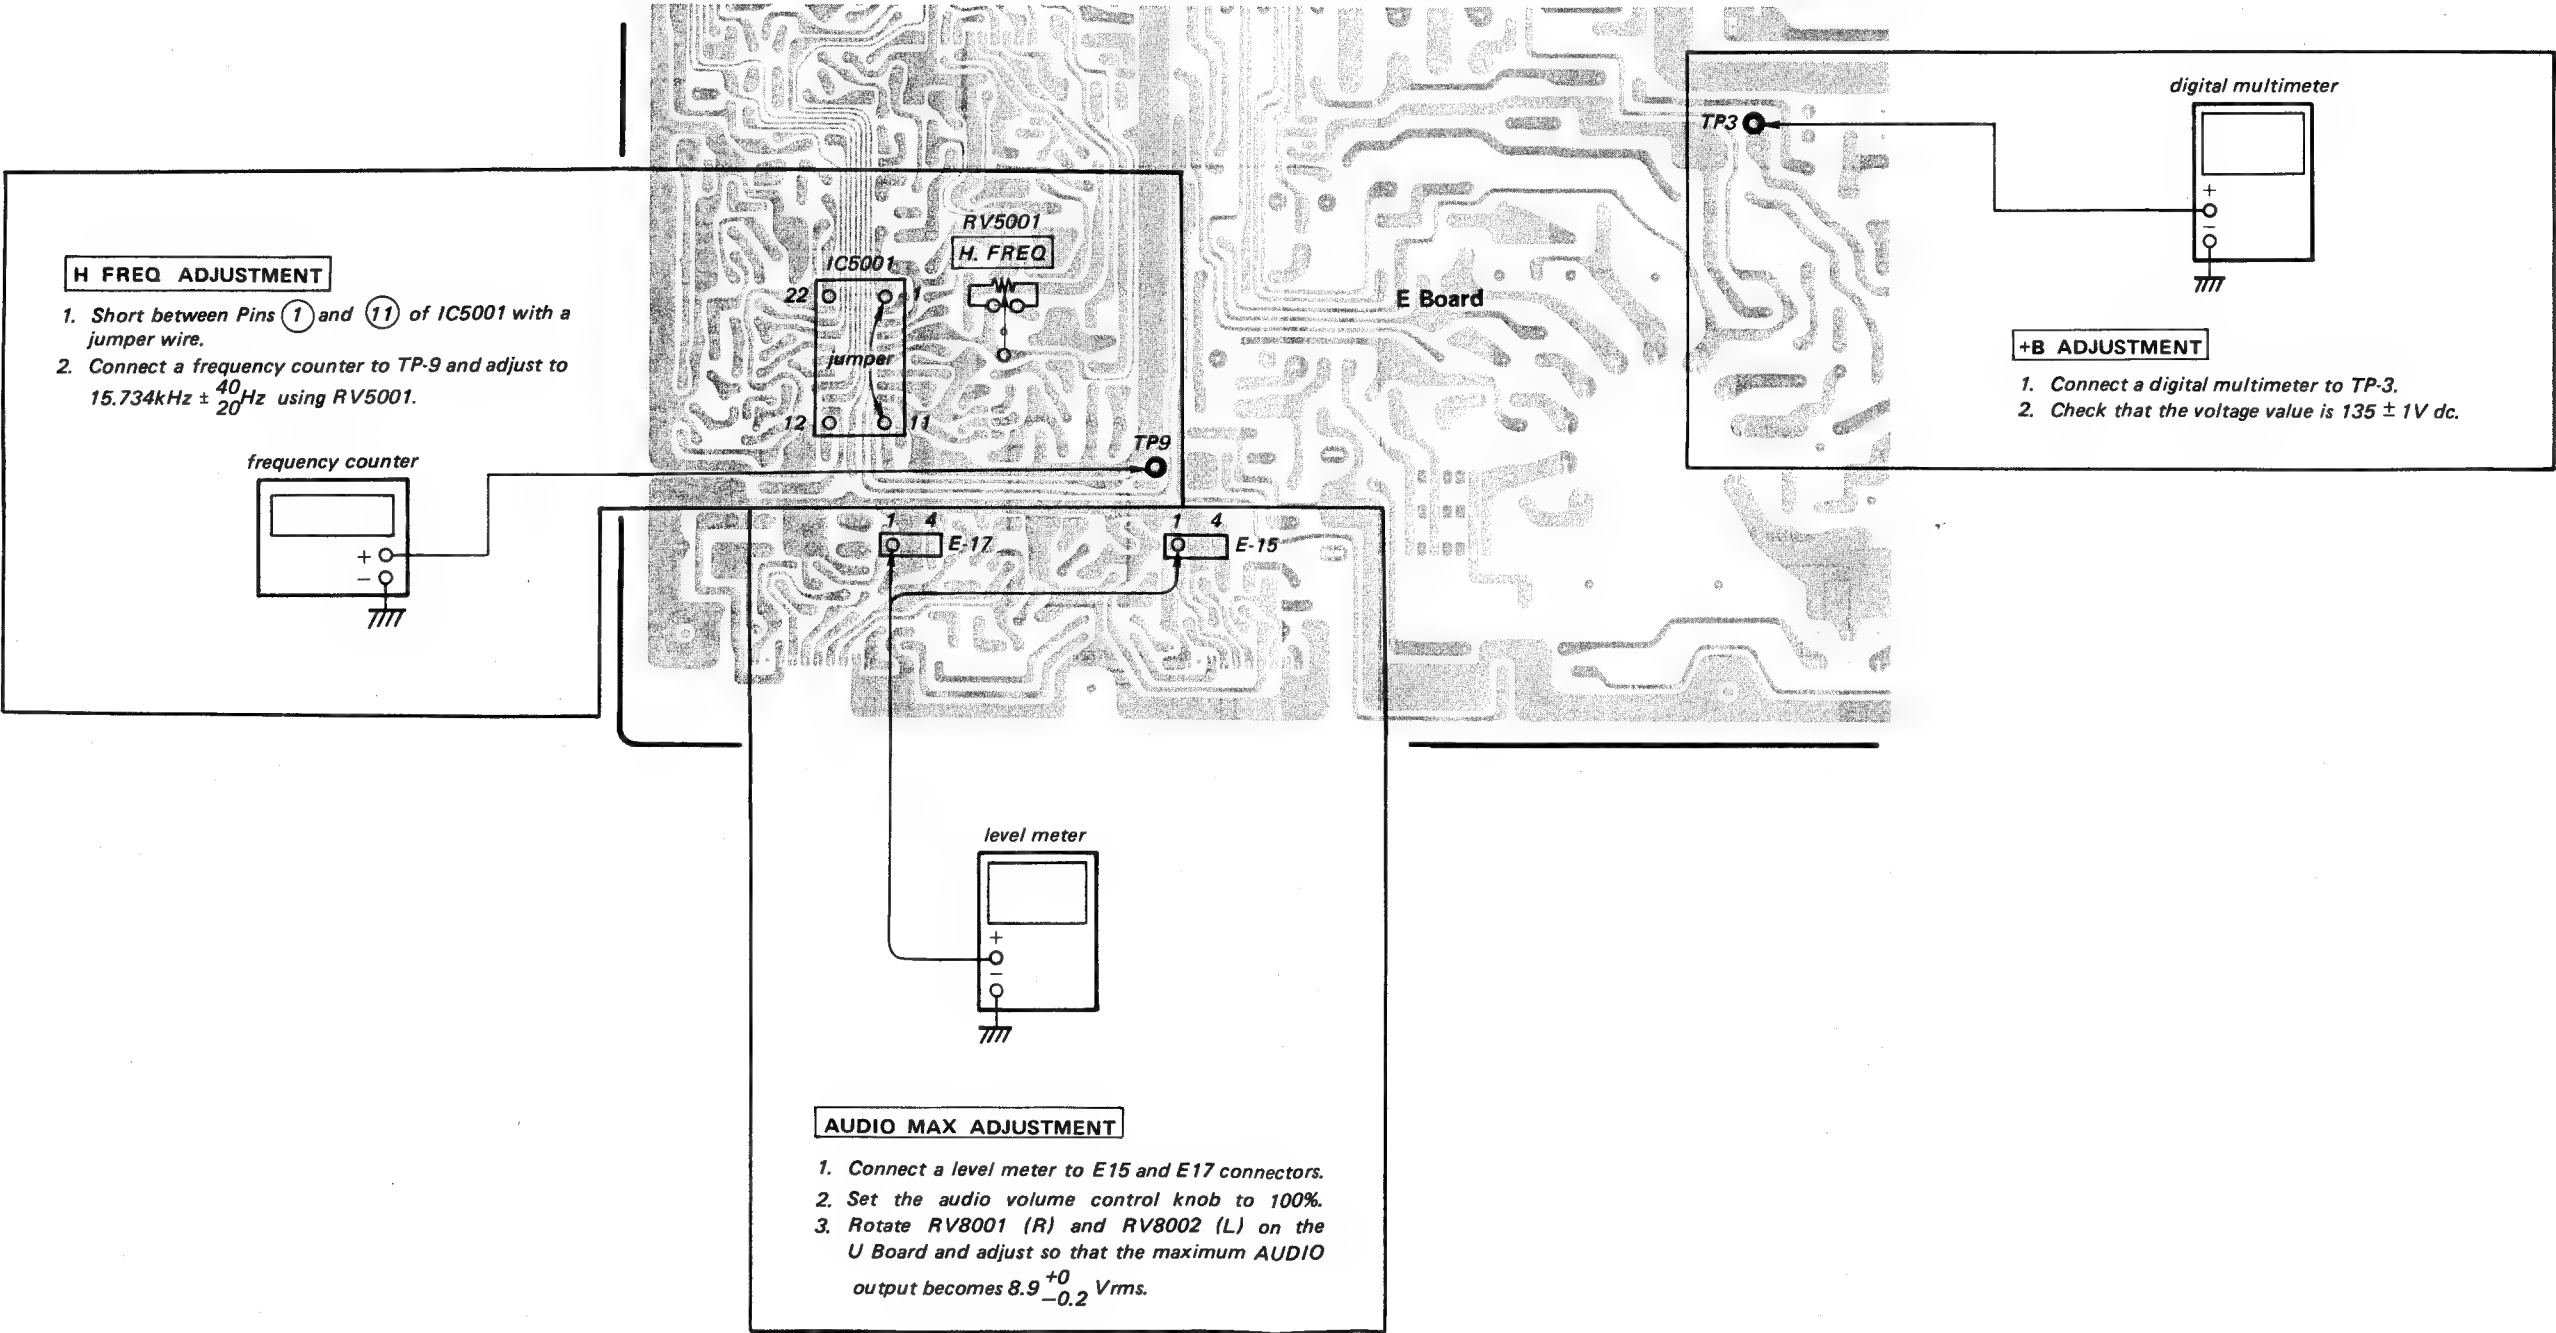 H FREQ ADJUSTMENT
1. Short between Pins 1 and 11 of IC5001 with a
jumper wire.
2. Connect a frequency counter to TP-9 and adjust to
15.734kHz ± 40 20 Hz using RV5001.
frequency counter
+
−
RV5001
H. FREQ
IC5001
22
1
jumper
12
11
TP9
E Board
TP3
digital multimeter
+
−
+B ADJUSTMENT
1. Connect a digital multimeter to TP-3.
2. Check that the voltage value is 135 ± 1V dc.
1 4
E-17
1 4
E-15
level meter
+
−
AUDIO MAX ADJUSTMENT
1. Connect a level meter to E15 and E17 connectors.
2. Set the audio volume control knob to 100%.
3. Rotate RV8001 (R) and RV8002 (L) on the
U Board and adjust so that the maximum AUDIO
output becomes 8.9 +0 −0.2 Vrms.